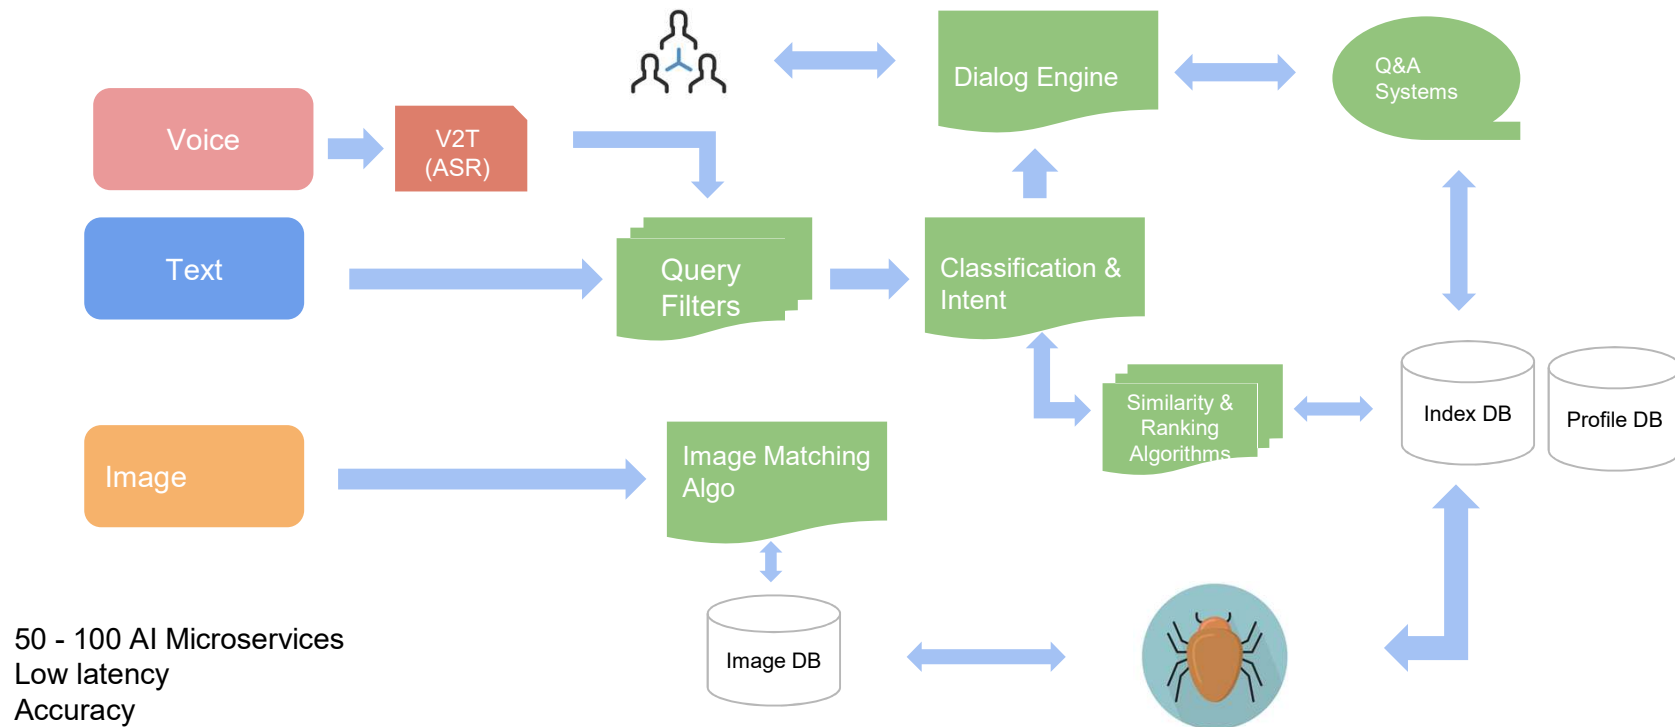 Dialog Engine
Q&A
Systems
Voice
V2T
(ASR)
Text
Query
Filters
Classification &
Intent
Similarity &
Ranking
Algorithms
Index DB
Profile DB
Image
Image Matching
Algo
Image DB
50 - 100 AI Microservices
Low latency
Accuracy